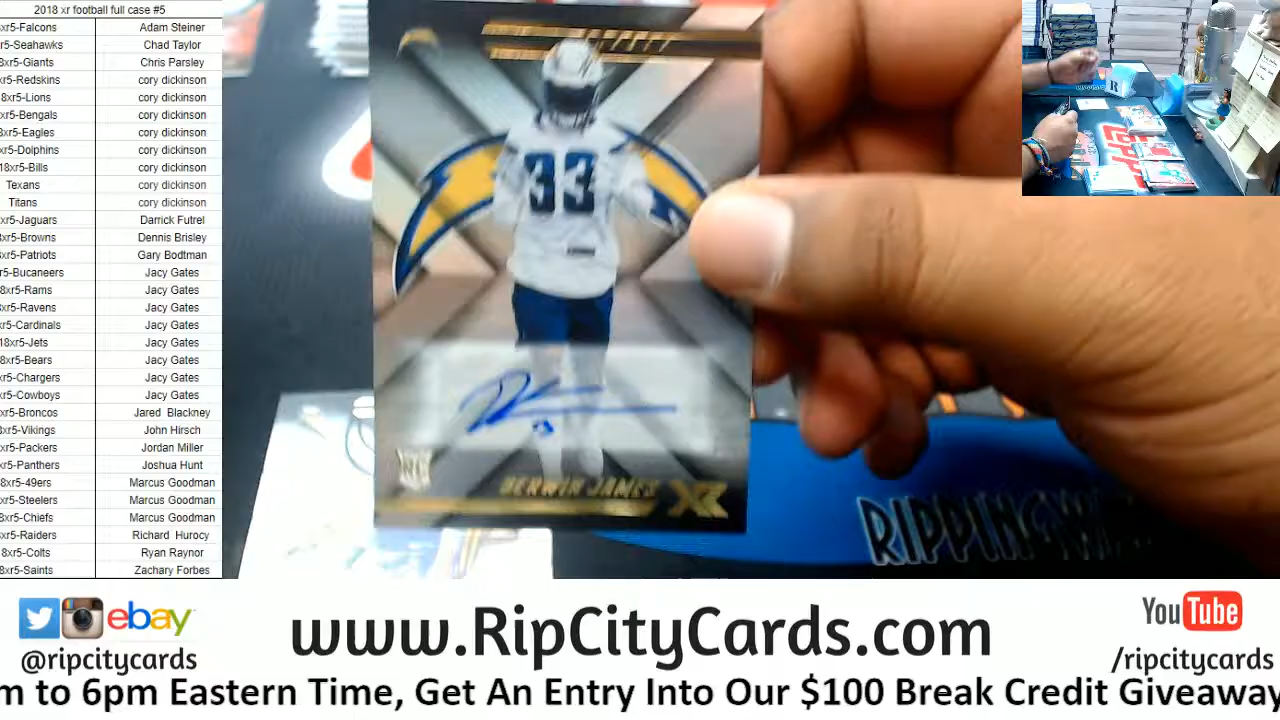 2018 xr football full case #5
xr5-Falcons Adam Steiner
r5-Seahawks Chad Taylor
8xr5-Giants Chris Parsley
xr5-Redskins cory dickinson
8xr5-Lions cory dickinson
xr5-Bengals cory dickinson
xr5-Eagles cory dickinson
xr5-Dolphins cory dickinson
18xr5-Bills cory dickinson
Texans cory dickinson
Titans cory dickinson
xr5-Jaguars Darrick Futrel
8xr5-Browns Dennis Brisley
xr5-Patriots Gary Bodtman
r5-Bucaneers Jacy Gates
8xr5-Rams Jacy Gates
xr5-Ravens Jacy Gates
xr5-Cardinals Jacy Gates
18xr5-Jets Jacy Gates
8xr5-Bears Jacy Gates
xr5-Chargers Jacy Gates
xr5-Cowboys Jacy Gates
xr5-Broncos Jared Blackney
8xr5-Vikings John Hirsch
xr5-Packers Jordan Miller
xr5-Panthers Joshua Hunt
8xr5-49ers Marcus Goodman
xr5-Steelers Marcus Goodman
8xr5-Chiefs Marcus Goodman
xr5-Raiders Richard Hurocy
8xr5-Colts Ryan Raynor
8xr5-Saints Zachary Forbes
33
RC
DERWIN JAMES XR
ebay
@ripcitycards
www.RipCityCards.com
YouTube
/ripcitycards
m to 6pm Eastern Time, Get An Entry Into Our $100 Break Credit Giveaway